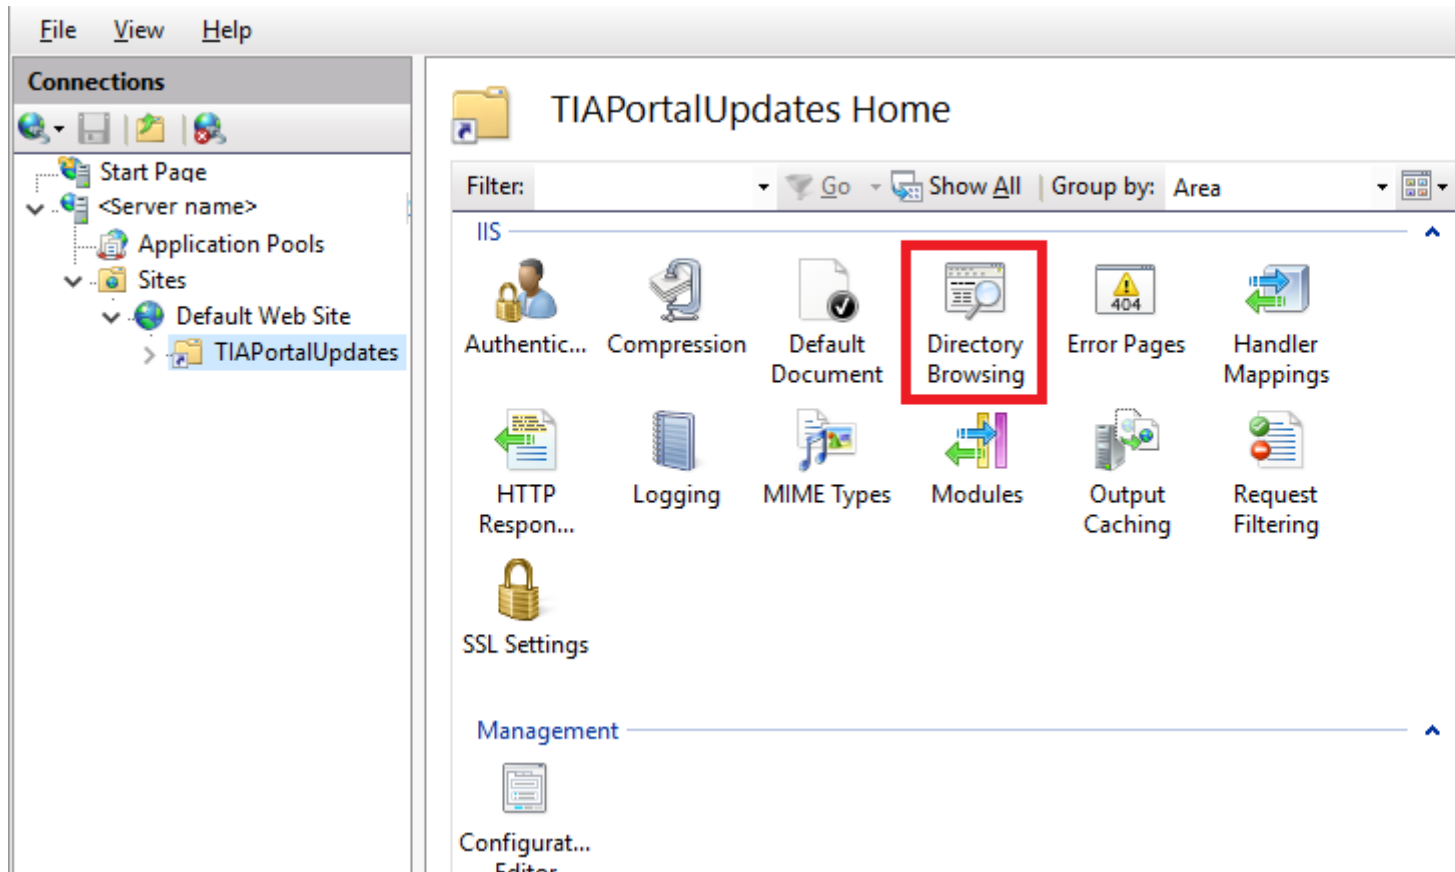 File View Help
Connections
Start Page
<Server name>
Application Pools
Sites
Default Web Site
TIAPortalUpdates
TIAPortalUpdates Home
Filter: Go Show All Group by: Area
IIS
Authentic... Compression Default Document Directory Browsing Error Pages Handler Mappings
404
HTTP Respon... Logging MIME Types Modules Output Caching Request Filtering
SSL Settings
Management
Configurat...
Editor